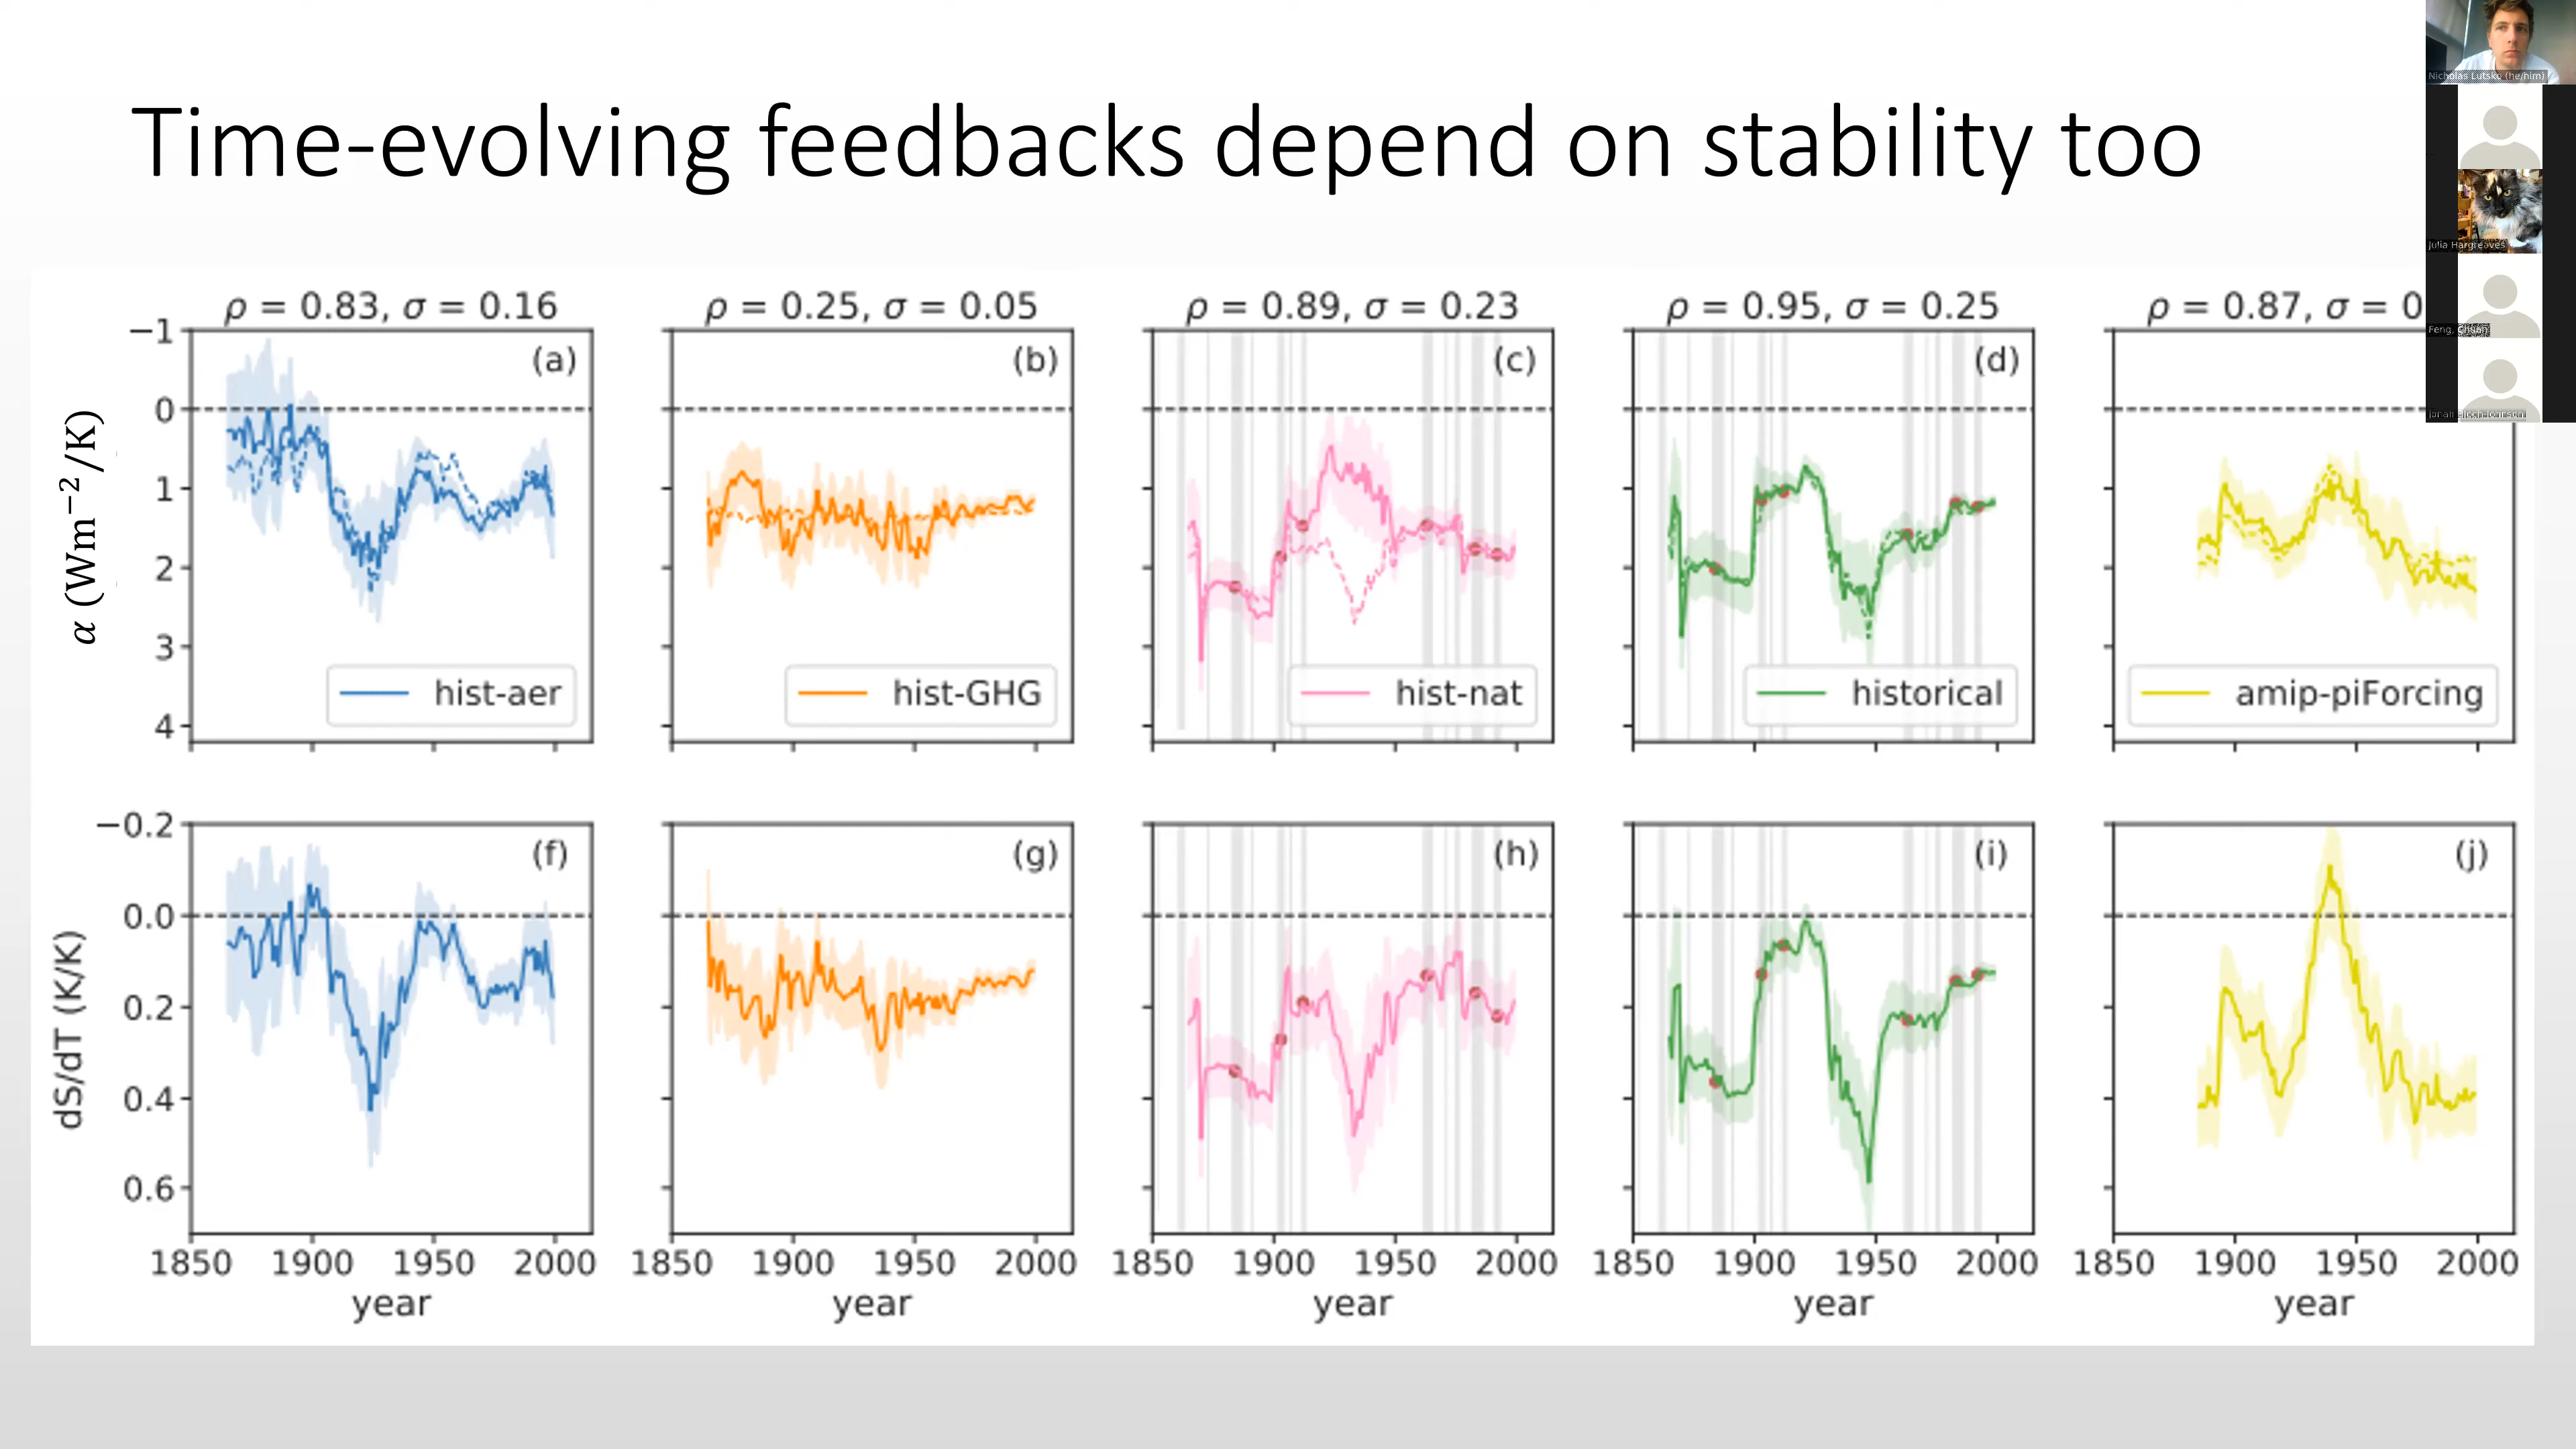 Time-evolving feedbacks depend on stability too
Nicholas Lutsko (he/him)
Julia Hargreaves
Feng,
ρ = 0.83, σ = 0.16
ρ = 0.25, σ = 0.05
ρ = 0.89, σ = 0.23
ρ = 0.95, σ = 0.25
ρ = 0.87, σ = 0
α (Wm⁻²/K)
−1
0
1
2
3
4
(a)
(b)
(c)
(d)
hist-aer
hist-GHG
hist-nat
historical
amip-piForcing
dS/dT (K/K)
−0.2
0.0
0.2
0.4
0.6
(f)
(g)
(h)
(i)
(j)
1850 1900 1950 2000
1850 1900 1950 2000
1850 1900 1950 2000
1850 1900 1950 2000
1850 1900 1950 2000
year
year
year
year
year